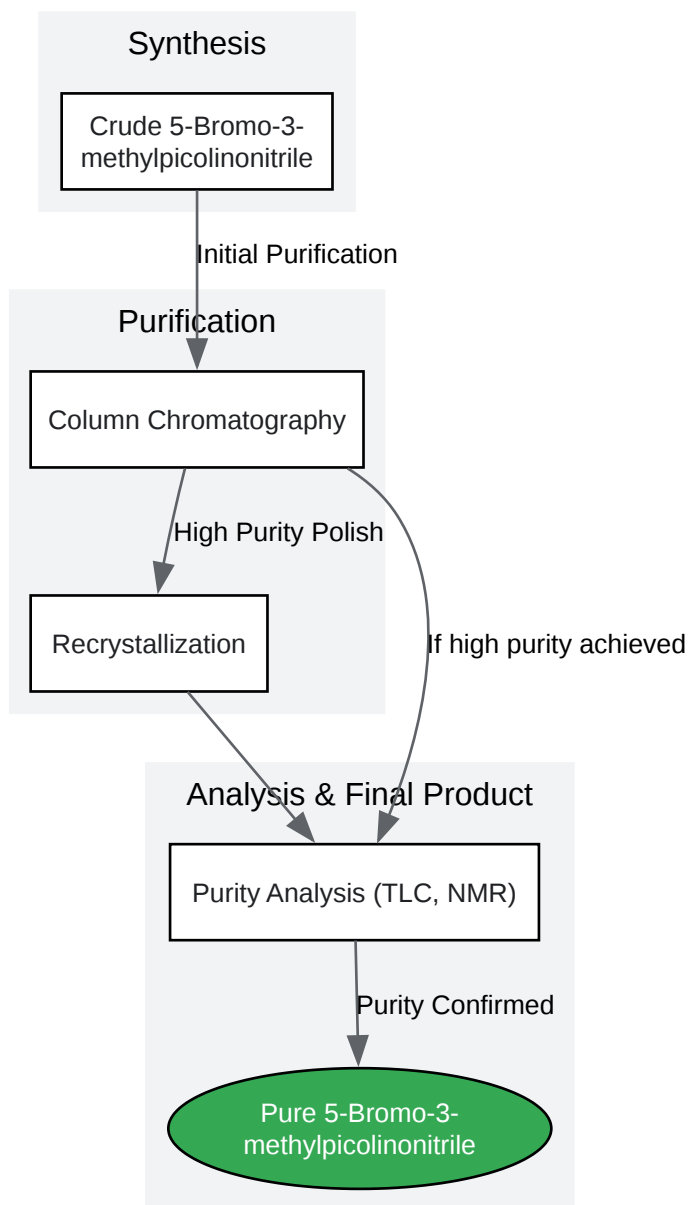 Synthesis
Crude 5-Bromo-3-
methylpicolinonitrile
Initial Purification
Purification
Column Chromatography
High Purity Polish
Recrystallization
If high purity achieved
Analysis & Final Product
Purity Analysis (TLC, NMR)
Purity Confirmed
Pure 5-Bromo-3-
methylpicolinonitrile